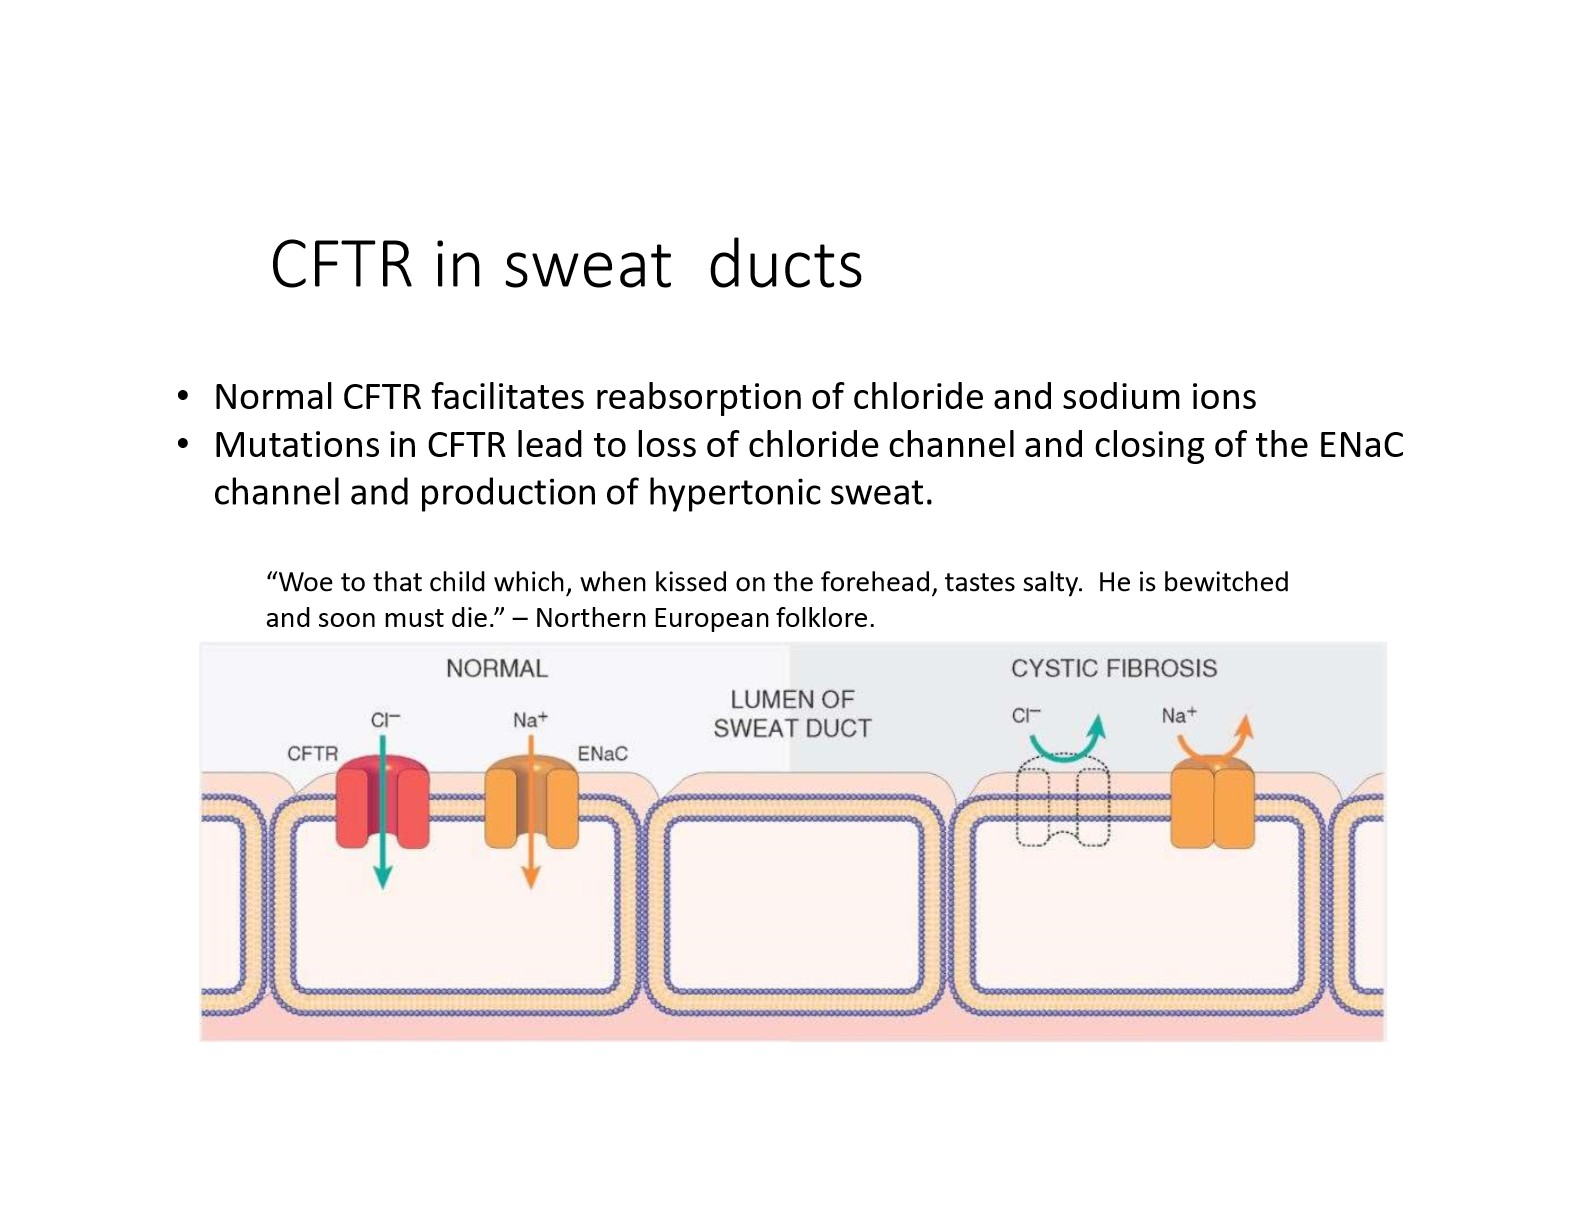 CFTR in sweat  ducts
• Normal CFTR facilitates reabsorption of chloride and sodium ions
• Mutations in CFTR lead to loss of chloride channel and closing of the ENaC
channel and production of hypertonic sweat.
“Woe to that child which, when kissed on the forehead, tastes salty.  He is bewitched
and soon must die.” – Northern European folklore.
NORMAL
CYSTIC FIBROSIS
LUMEN OF
SWEAT DUCT
Cl–
Na+
Cl–
Na+
CFTR
ENaC